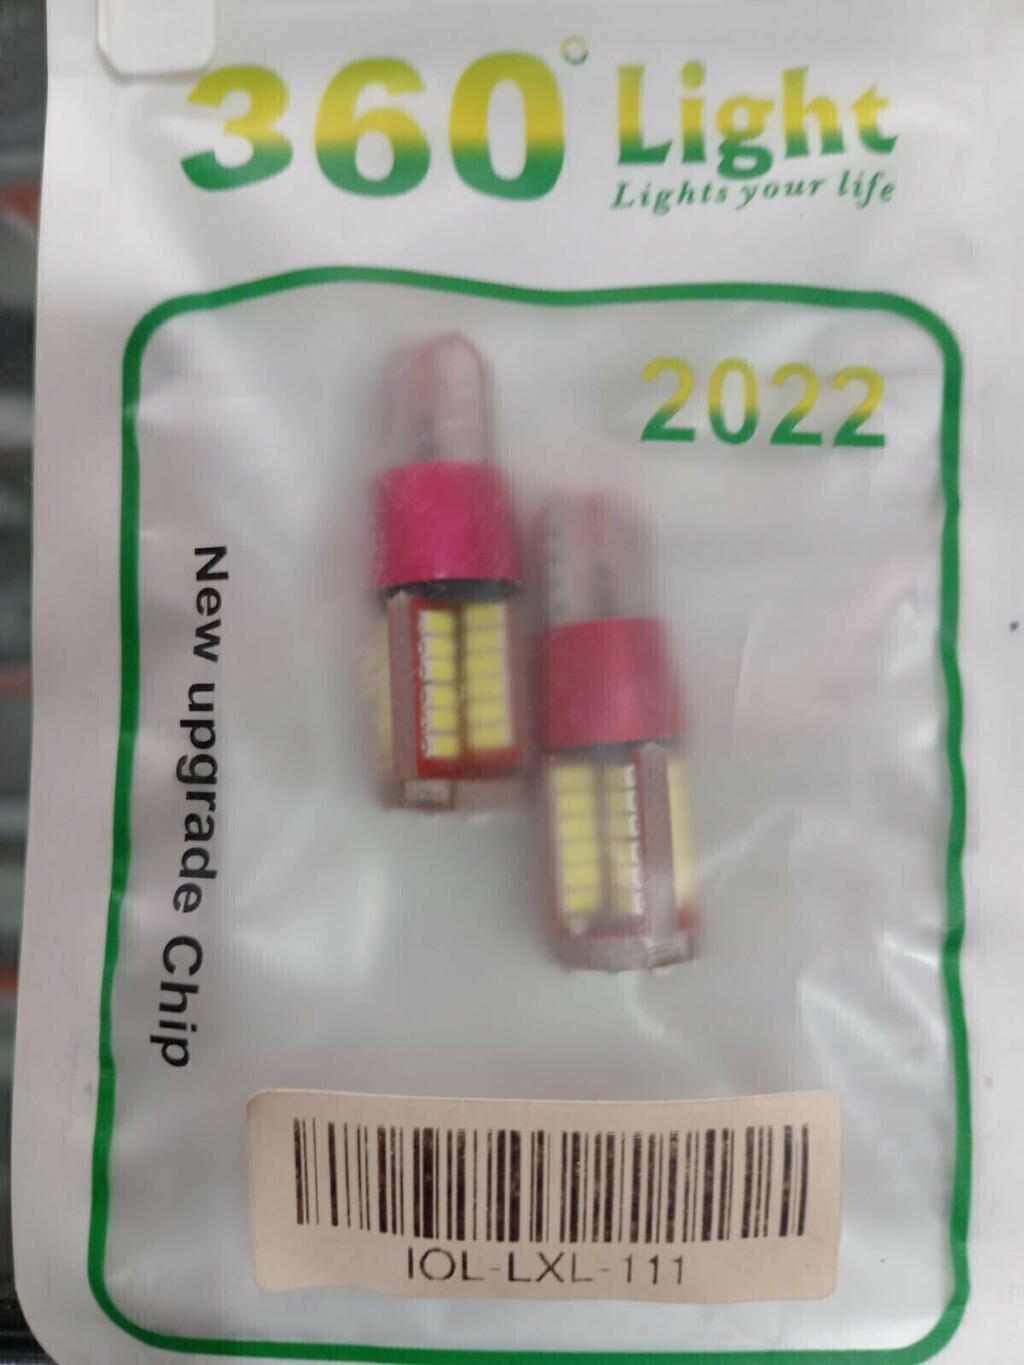 360° Light
Lights your life
2022
New upgrade Chip
IOL-LXL-111